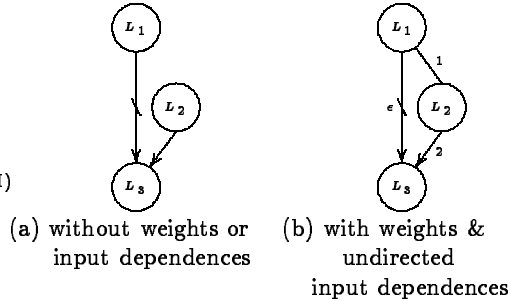 L1
L1
1
ϵ
L2
L2
2
L3
L3
(a) without weights or
input dependences
(b) with weights &
undirected
input dependences